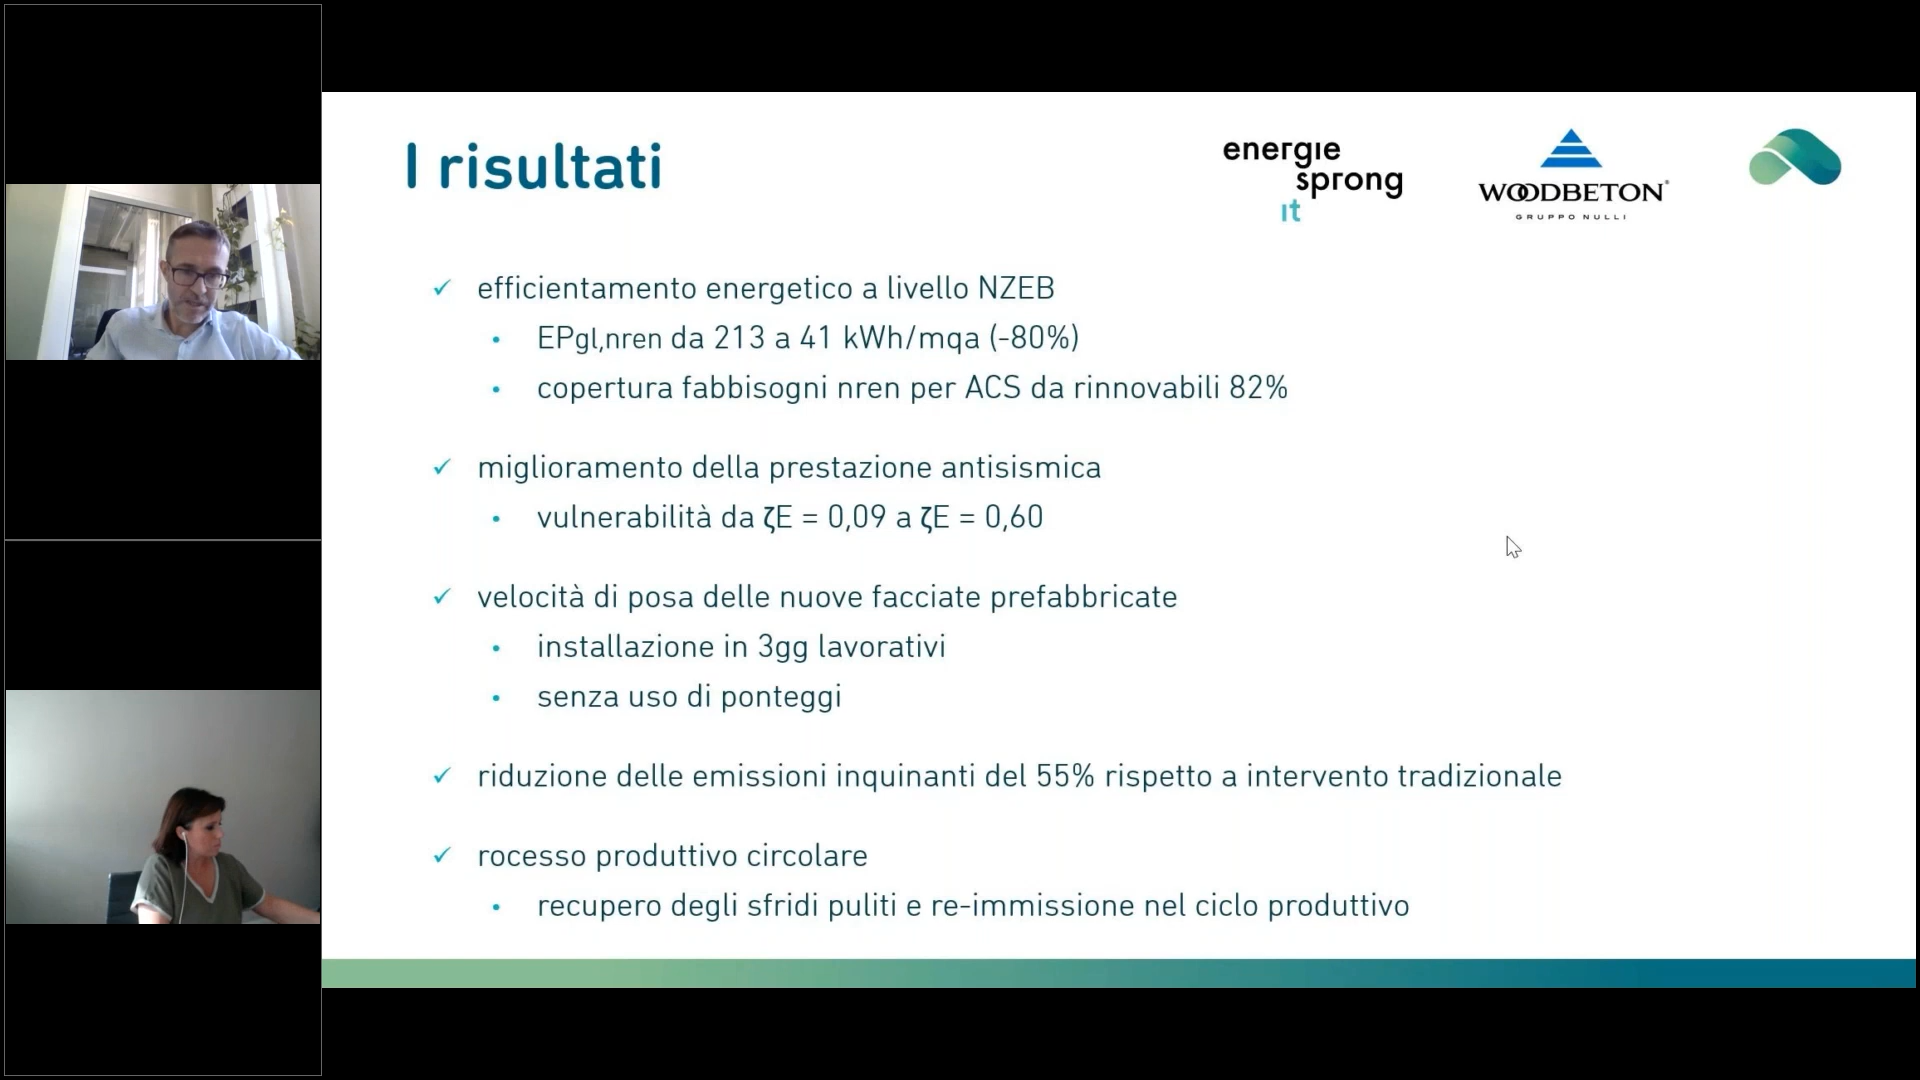 I risultati
energie
sprong
it
WOODBETON®
GRUPPO NULLI
✓ efficientamento energetico a livello NZEB
• EPgl,nren da 213 a 41 kWh/mqa (-80%)
• copertura fabbisogni nren per ACS da rinnovabili 82%
✓ miglioramento della prestazione antisismica
• vulnerabilità da ζE = 0,09 a ζE = 0,60
✓ velocità di posa delle nuove facciate prefabbricate
• installazione in 3gg lavorativi
• senza uso di ponteggi
✓ riduzione delle emissioni inquinanti del 55% rispetto a intervento tradizionale
✓ rocesso produttivo circolare
• recupero degli sfridi puliti e re-immissione nel ciclo produttivo